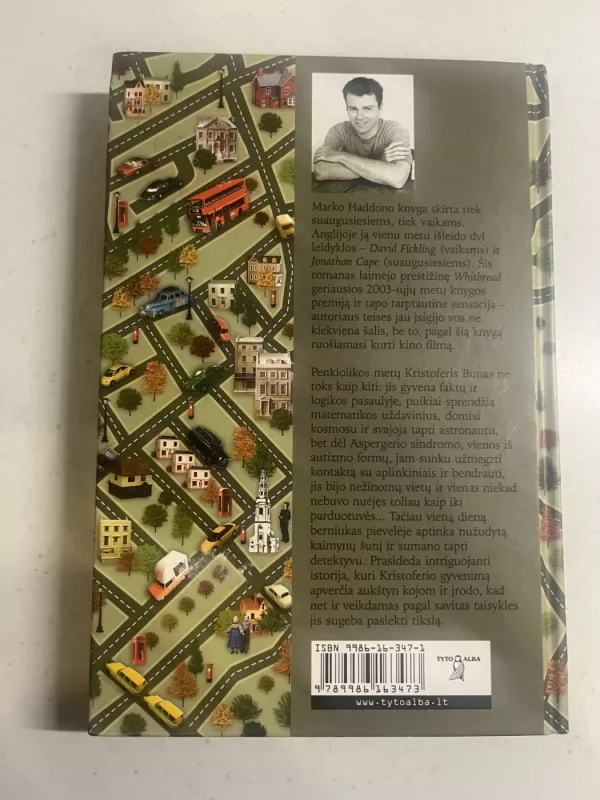 Marko Haddono knyga skirta tiek
suaugusiesiems, tiek vaikams.
Anglijoje ją vienu metu išleido dvi
leidyklos – David Fickling (vaikams) ir
Jonathan Cape (suaugusiesiems). Šis
romanas laimėjo prestižinę Whitbread
geriausios 2003-iųjų metų knygos
premiją ir tapo tarptautine sensacija –
autoriaus teises jau įsigijo vos ne
kiekviena šalis, be to, pagal šią knygą
ruošiamasi kurti kino filmą.
Penkiolikos metų Kristoferis Bunas ne
toks kaip kiti: jis gyvena faktų ir
logikos pasaulyje, puikiai sprendžia
matematikos uždavinius, domisi
kosmosu ir svajoja tapti astronautu,
bet dėl Aspergerio sindromo, vienos iš
autizmo formų, jam sunku užmegzti
kontaktą su aplinkiniais ir bendrauti,
jis bijo nežinomų vietų ir vienas niekad
nebuvo nuėjęs toliau kaip iki
parduotuvės... Tačiau vieną dieną
berniukas pievelėje aptinka nužudytą
kaimynų šunį ir sumano tapti
detektyvu. Prasideda intriguojanti
istorija, kuri Kristoferio gyvenimą
apverčia aukštyn kojom ir įrodo, kad
net ir veikdamas pagal savitas taisykles
jis sugeba pasiekti tikslą.
ISBN 9986-16-347-1
TYTO ALBA
9 789986 163473
www.tytoalba.lt